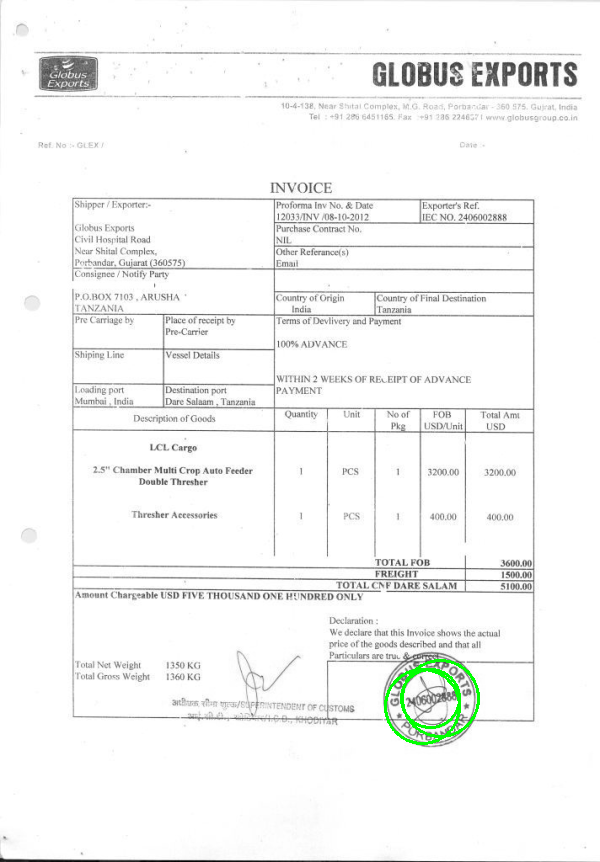 Globus
Exports
GLOBUS EXPORTS
10-4-138, Near Shital Complex, M.G. Road, Porbandar - 360 575. Gujrat, India
Tel : +91 286 6451165, Fax :+91 286 2246371 www.globusgroup.co.in
Ref. No :- GLEX /
Date :-
INVOICE
Shipper / Exporter:-
Proforma Inv No. & Date
Exporter's Ref.
12033/INV /08-10-2012
IEC NO. 2406002888
Globus Exports
Purchase Contract No.
Civil Hospital Road
NIL
Near Shital Complex,
Other Referance(s)
Porbandar, Gujarat (360575)
Email
Consignee / Notify Party
P.O.BOX 7103 , ARUSHA
Country of Origin
Country of Final Destination
TANZANIA
India
Tanzania
Pre Carriage by
Place of receipt by
Terms of Devlivery and Payment
Pre-Carrier
100% ADVANCE
Shiping Line
Vessel Details
WITHIN 2 WEEKS OF RECEIPT OF ADVANCE
Loading port
Destination port
PAYMENT
Mumbai , India
Dare Salaam , Tanzania
Description of Goods
Quantity
Unit
No of
Pkg
FOB
USD/Unit
Total Amt
USD
LCL Cargo
2.5" Chamber Multi Crop Auto Feeder 1 PCS 1 3200.00 3200.00
Double Thresher
Thresher Accessories 1 PCS 1 400.00 400.00
TOTAL FOB 3600.00
FREIGHT 1500.00
TOTAL CNF DARE SALAM 5100.00
Amount Chargeable USD FIVE THOUSAND ONE HUNDRED ONLY
Declaration :
We declare that this Invoice shows the actual
price of the goods described and that all
Particulars are true & correct
Total Net Weight 1350 KG
Total Gross Weight 1360 KG
अधीक्षक, सीमा शुल्क/SUPERINTENDENT OF CUSTOMS
KHODIYAR
GLOBUS EXPORTS
2406002888
* PORBANDAR *